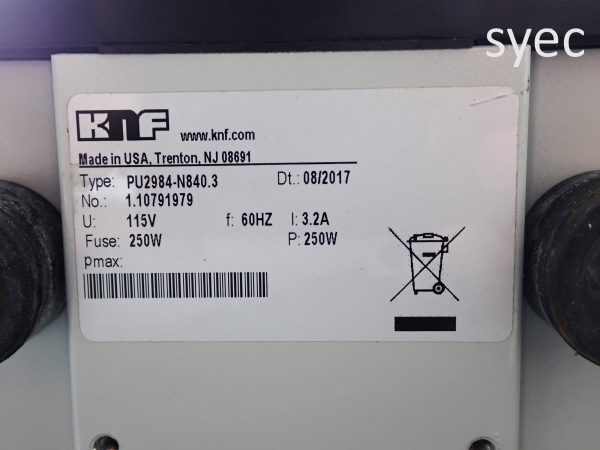 syec
KNF www.knf.com
Made in USA, Trenton, NJ 08691
Type: PU2984-N840.3 Dt.: 08/2017
No.: 1.10791979
U: 115V f: 60HZ I: 3.2A
Fuse: 250W P: 250W
pmax: